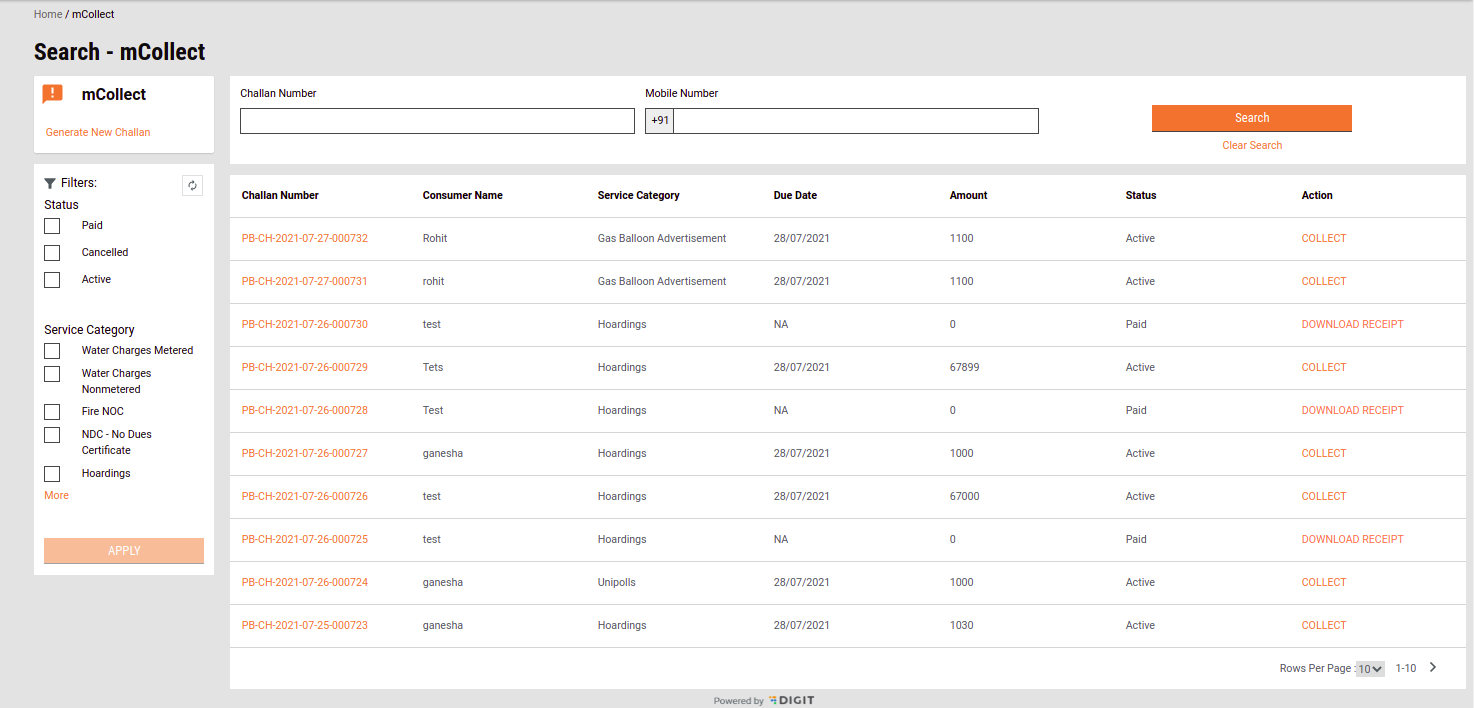 Home / mCollect
Search - mCollect
mCollect
Generate New Challan
Filters:
Status
Paid
Cancelled
Active
Service Category
Water Charges Metered
Water Charges
Nonmetered
Fire NOC
NDC - No Dues
Certificate
Hoardings
More
APPLY
Challan Number Mobile Number
+91
Search
Clear Search
Challan Number Consumer Name Service Category Due Date Amount Status Action
PB-CH-2021-07-27-000732 Rohit Gas Balloon Advertisement 28/07/2021 1100 Active COLLECT
PB-CH-2021-07-27-000731 rohit Gas Balloon Advertisement 28/07/2021 1100 Active COLLECT
PB-CH-2021-07-26-000730 test Hoardings NA 0 Paid DOWNLOAD RECEIPT
PB-CH-2021-07-26-000729 Tets Hoardings 28/07/2021 67899 Active COLLECT
PB-CH-2021-07-26-000728 Test Hoardings NA 0 Paid DOWNLOAD RECEIPT
PB-CH-2021-07-26-000727 ganesha Hoardings 28/07/2021 1000 Active COLLECT
PB-CH-2021-07-26-000726 test Hoardings 28/07/2021 67000 Active COLLECT
PB-CH-2021-07-26-000725 test Hoardings NA 0 Paid DOWNLOAD RECEIPT
PB-CH-2021-07-26-000724 ganesha Unipolls 28/07/2021 1000 Active COLLECT
PB-CH-2021-07-25-000723 ganesha Hoardings 28/07/2021 1030 Active COLLECT
Rows Per Page : 10 1-10
Powered by DIGIT